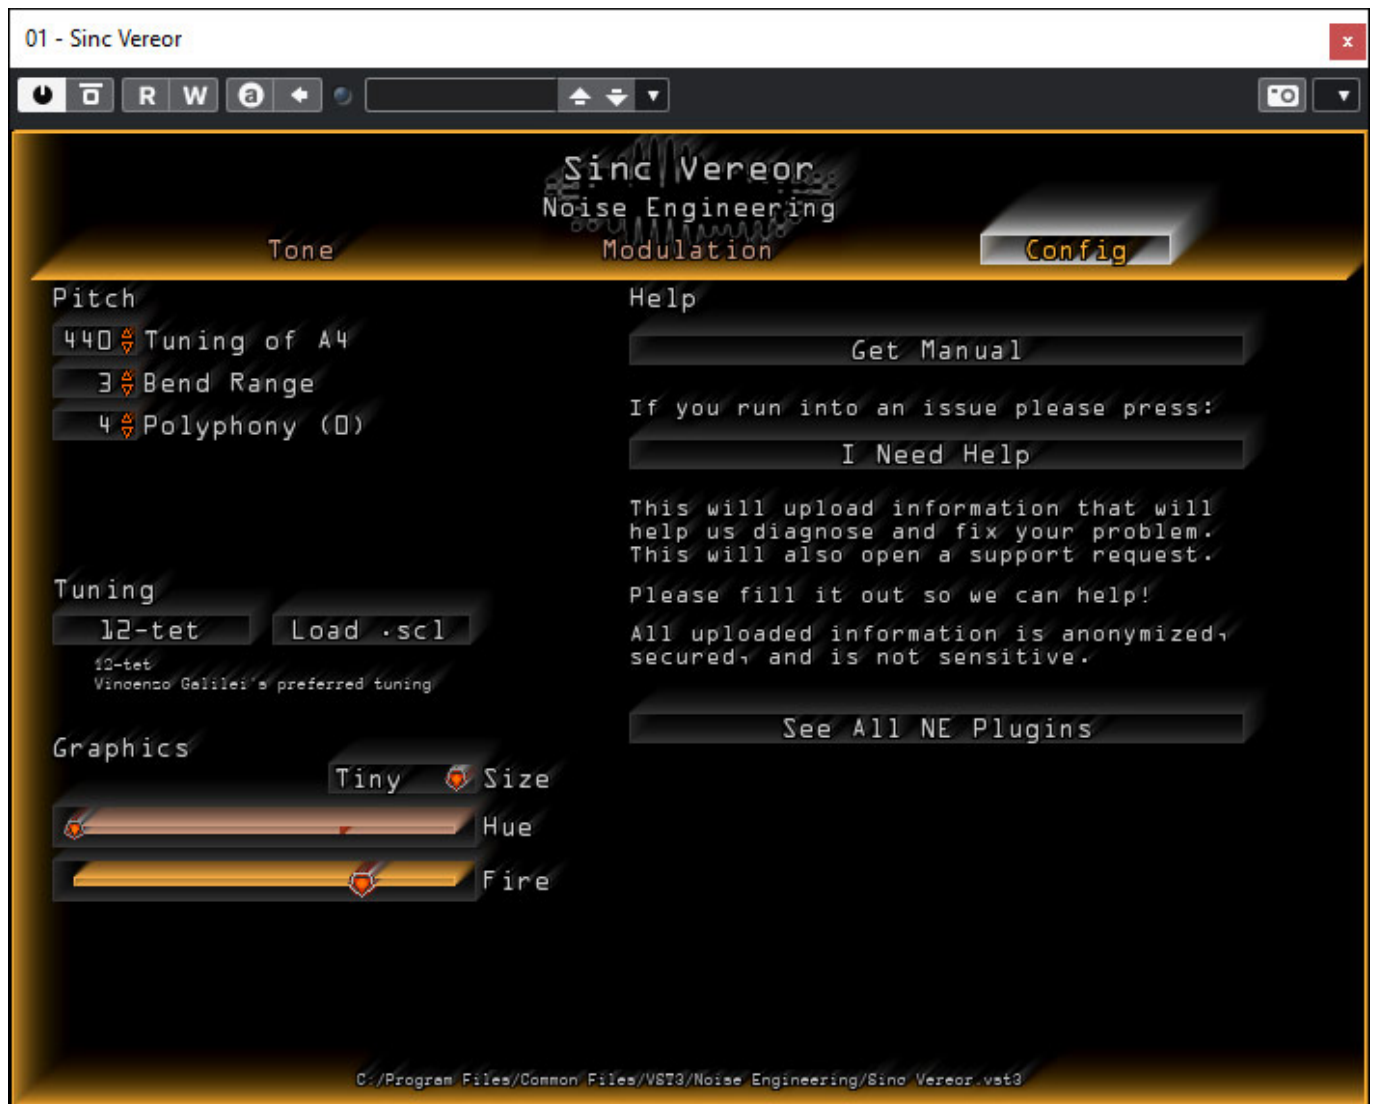 01 - Sinc Vereor
x
R W a
Sinc Vereor
Noise Engineering
Tone Modulation Config
Pitch
440 Tuning of A4
3 Bend Range
4 Polyphony (0)
Tuning
12-tet Load .scl
12-tet
Vincenzo Galilei's preferred tuning
Graphics
Tiny Size
Hue
Fire
Help
Get Manual
If you run into an issue please press:
I Need Help
This will upload information that will
help us diagnose and fix your problem.
This will also open a support request.
Please fill it out so we can help!
All uploaded information is anonymized,
secured, and is not sensitive.
See All NE Plugins
C:/Program Files/Common Files/VST3/Noise Engineering/Sinc Vereor.vst3